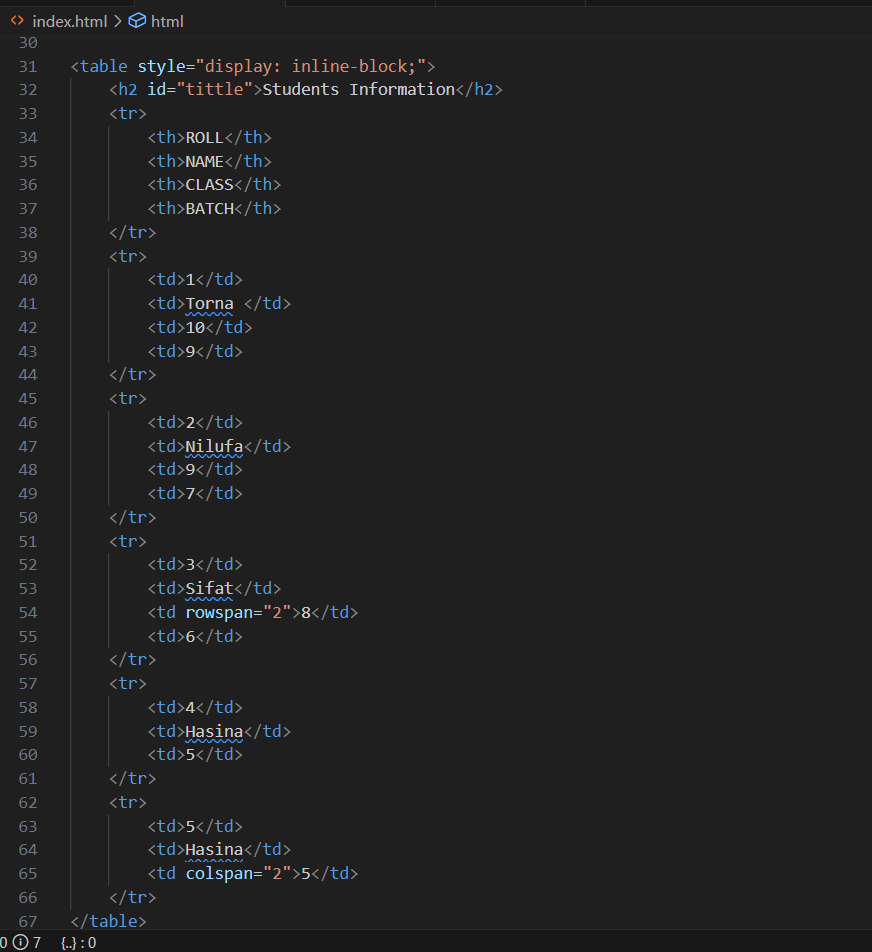 index.html > html
30
31 <table style="display: inline-block;">
32     <h2 id="tittle">Students Information</h2>
33     <tr>
34         <th>ROLL</th>
35         <th>NAME</th>
36         <th>CLASS</th>
37         <th>BATCH</th>
38     </tr>
39     <tr>
40         <td>1</td>
41         <td>Torna </td>
42         <td>10</td>
43         <td>9</td>
44     </tr>
45     <tr>
46         <td>2</td>
47         <td>Nilufa</td>
48         <td>9</td>
49         <td>7</td>
50     </tr>
51     <tr>
52         <td>3</td>
53         <td>Sifat</td>
54         <td rowspan="2">8</td>
55         <td>6</td>
56     </tr>
57     <tr>
58         <td>4</td>
59         <td>Hasina</td>
60         <td>5</td>
61     </tr>
62     <tr>
63         <td>5</td>
64         <td>Hasina</td>
65         <td colspan="2">5</td>
66     </tr>
67 </table>
0 7 {..} : 0